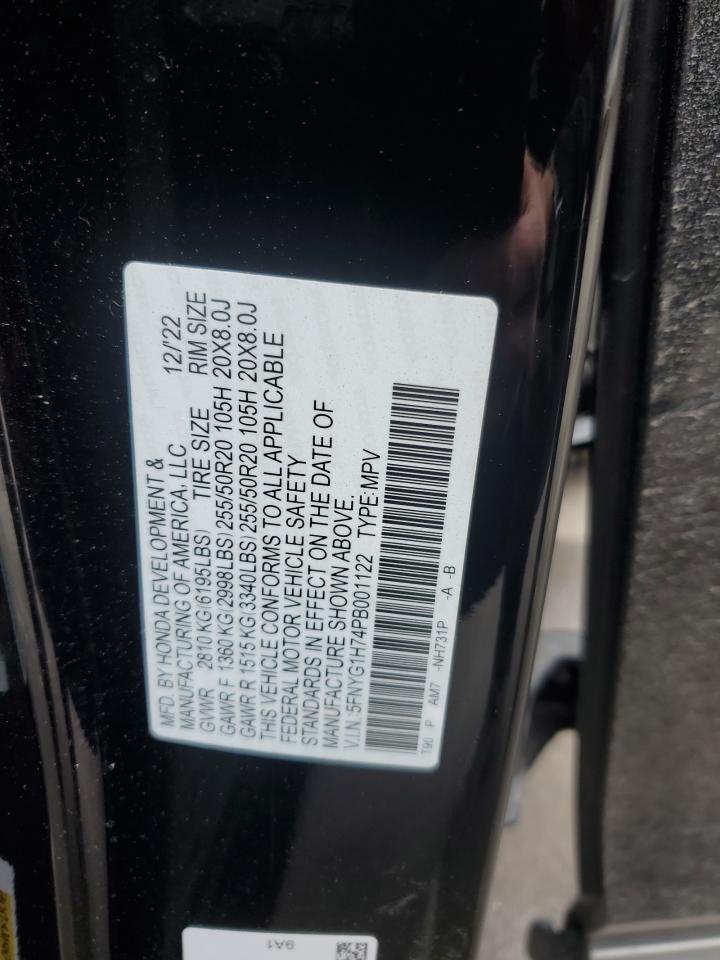 MFD. BY HONDA DEVELOPMENT &
MANUFACTURING OF AMERICA, LLC 12/'22
GVWR 2810 KG(6195LBS) TIRE SIZE RIM SIZE
GAWR F 1360 KG(2998LBS) 255/50R20 105H 20X8.0J
GAWR R 1515 KG(3340LBS) 255/50R20 105H 20X8.0J
THIS VEHICLE CONFORMS TO ALL APPLICABLE
FEDERAL MOTOR VEHICLE SAFETY
STANDARDS IN EFFECT ON THE DATE OF
MANUFACTURE SHOWN ABOVE.
V.I.N.:5FNYG1H74PB001122 TYPE:MPV
T90 P AM7 -NH731P -A -B
9A1